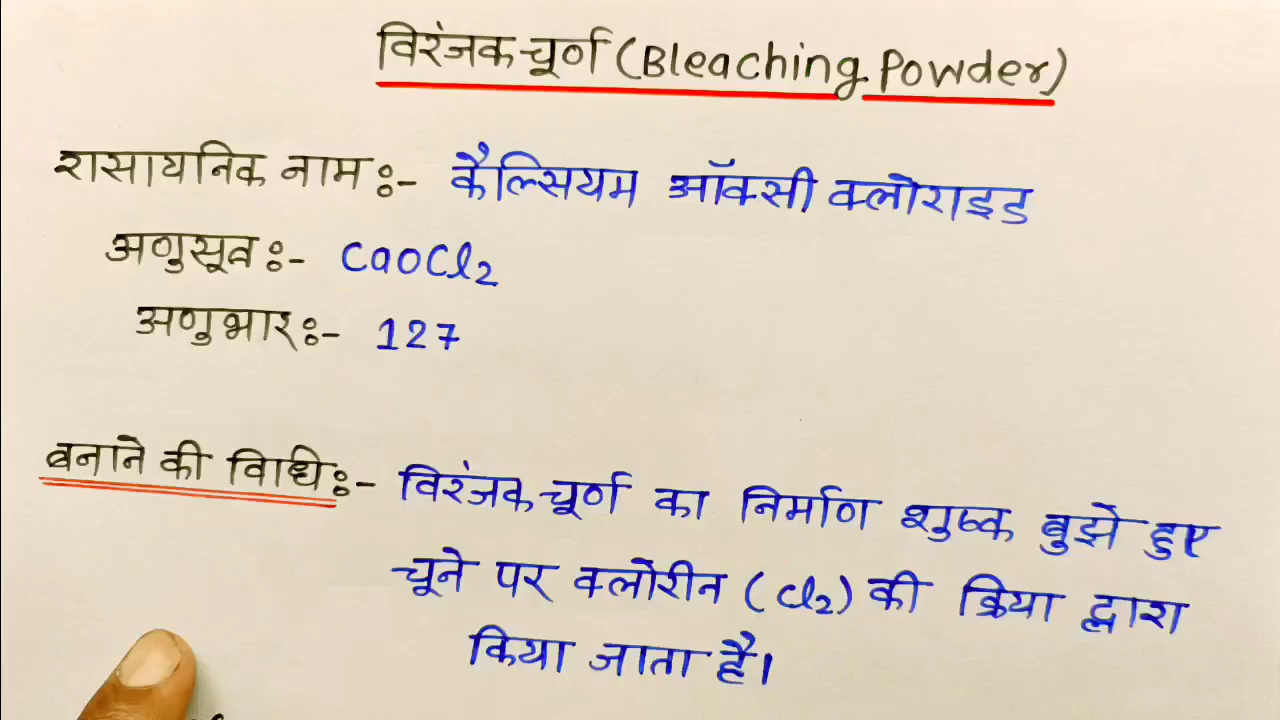 विरंजक चूर्ण (Bleaching Powder)
रासायनिक नाम :- कैल्सियम ऑक्सी क्लोराइड
अणुसूत्र :- CaOCl2
अणुभार :- 127
बनाने की विधि :- विरंजक चूर्ण का निर्माण शुष्क बुझे हुए
चूने पर क्लोरीन (Cl2) की क्रिया द्वारा
किया जाता है।